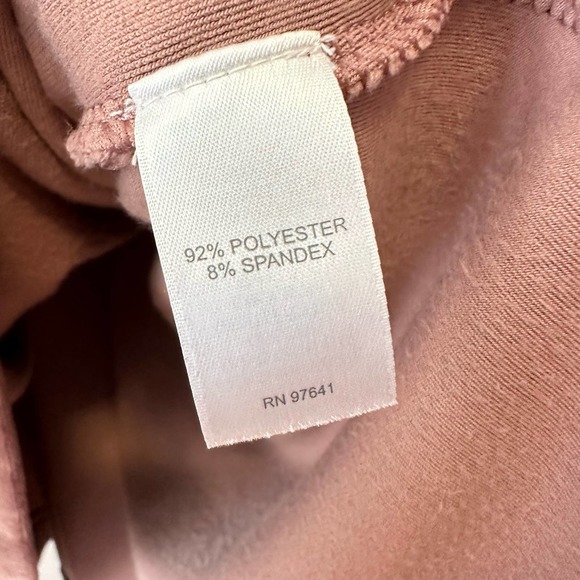 92% POLYESTER
8% SPANDEX
RN 97641